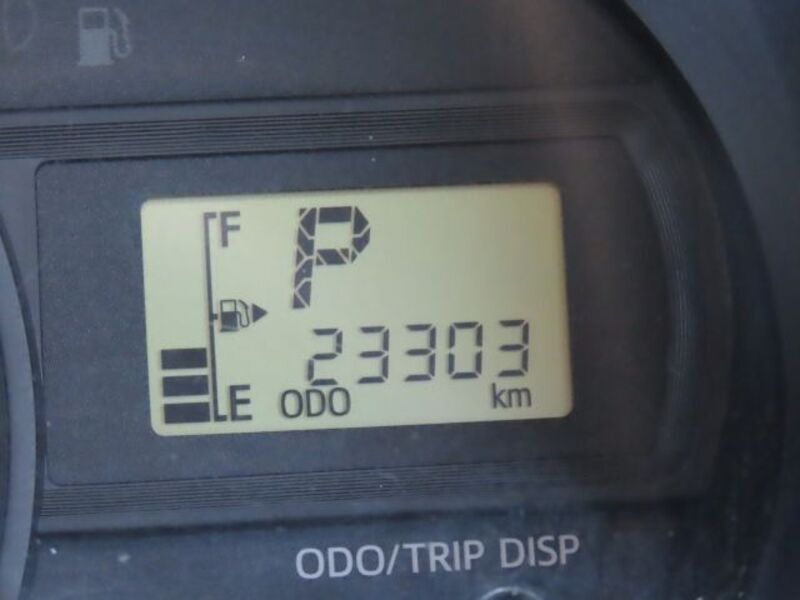 F
P
23303
E ODO km
ODO/TRIP DISP